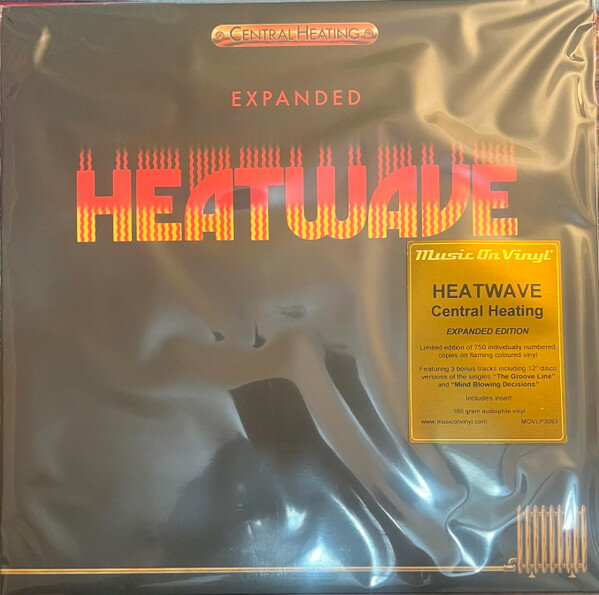 CENTRAL HEATING
EXPANDED
HEATWAVE
Music On Vinyl®
HEATWAVE
Central Heating
EXPANDED EDITION
Limited edition of 750 individually numbered
copies on flaming coloured vinyl
Featuring 3 bonus tracks including 12" disco
versions of the singles "The Groove Line"
and "Mind Blowing Decisions"
Includes insert
180 gram audiophile vinyl
www.musiconvinyl.com MOVLP3092